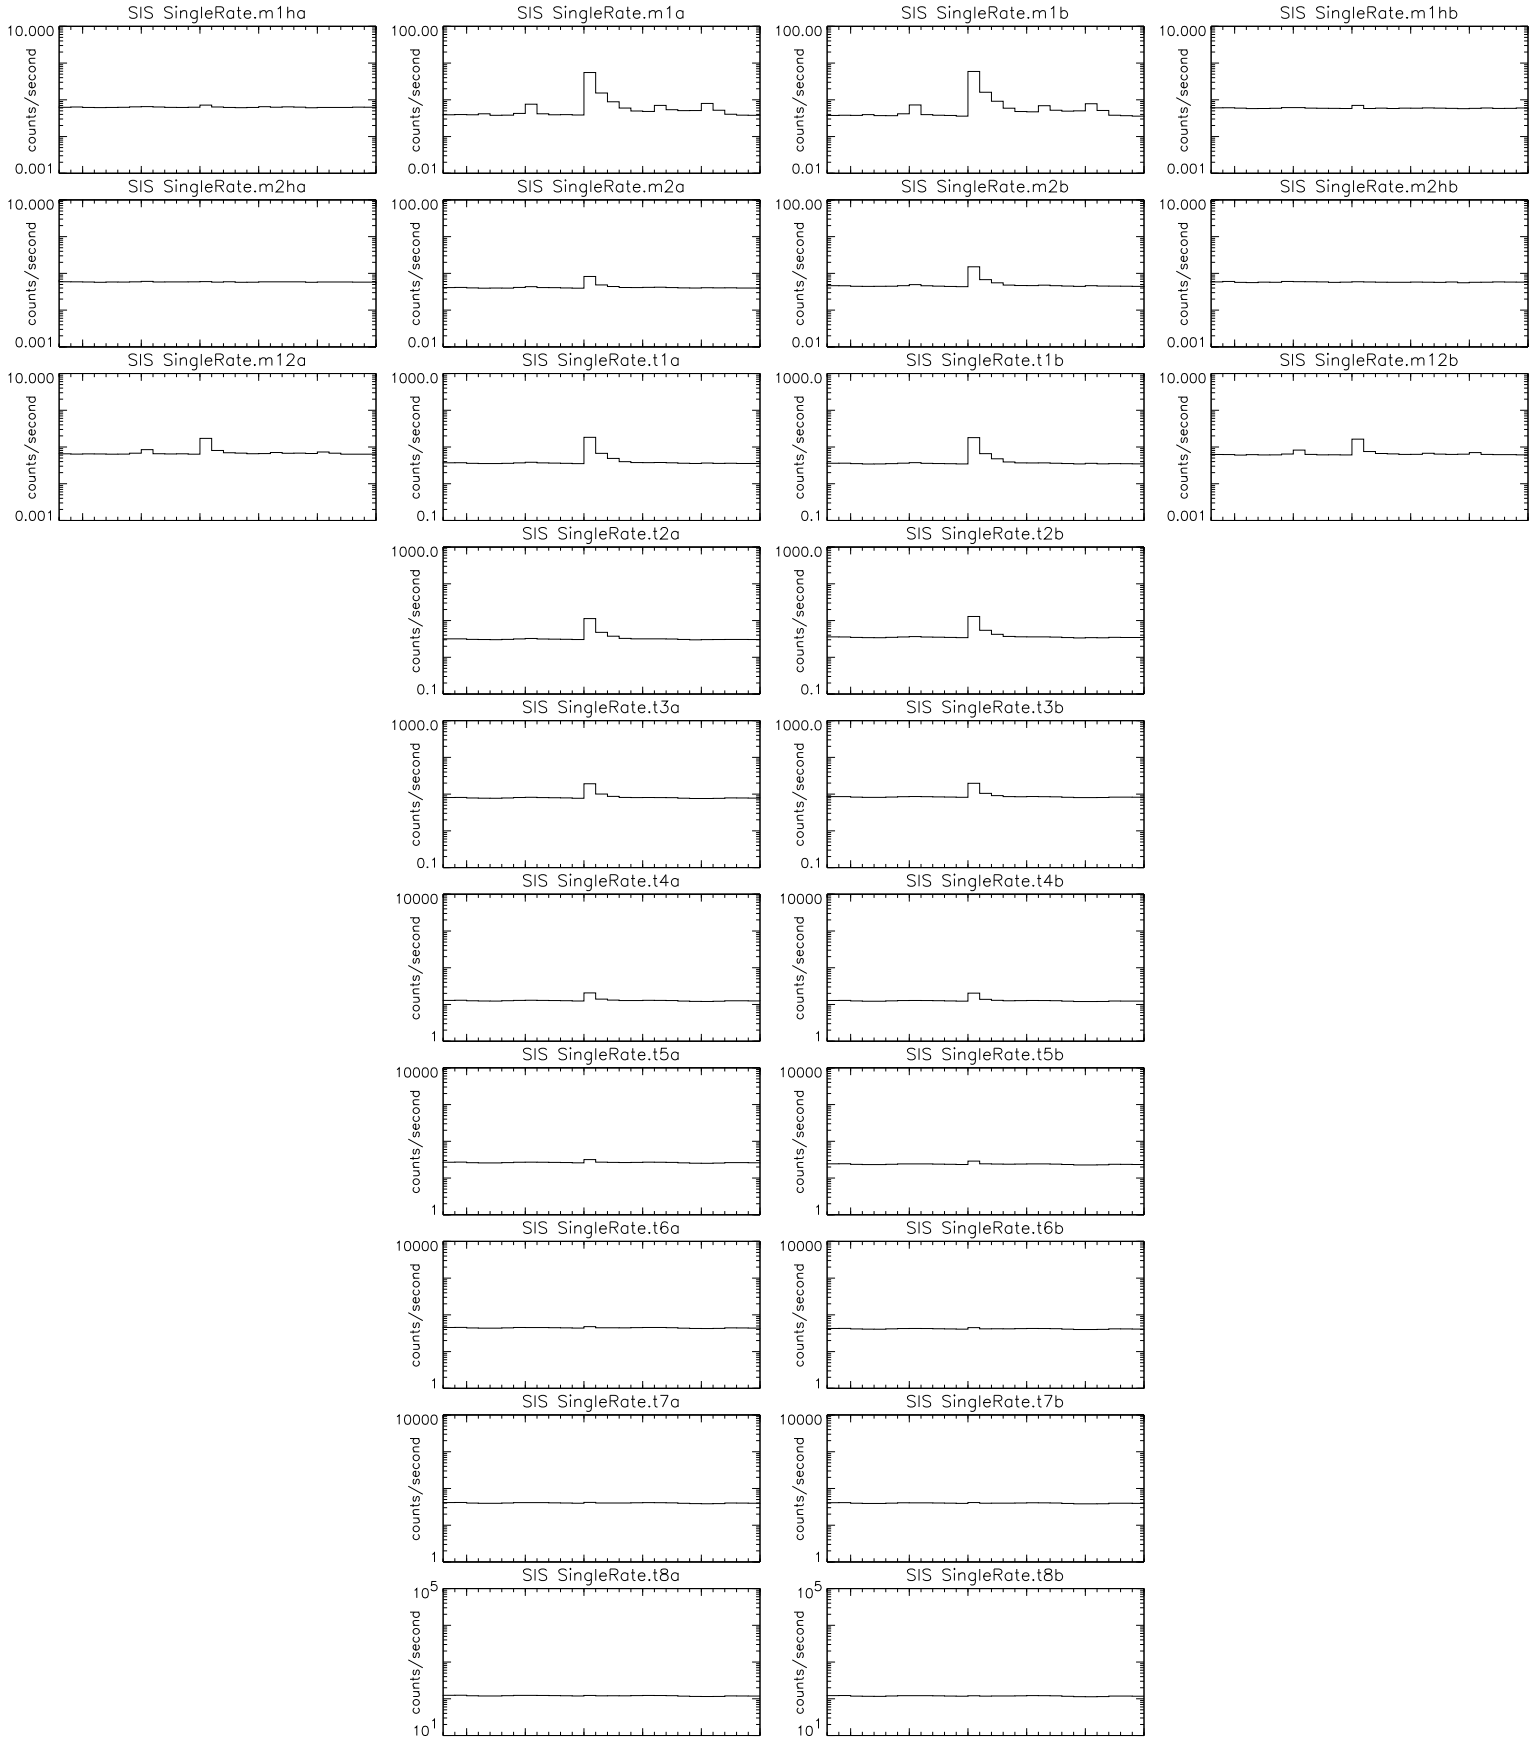 SIS SingleRate.m1ha
10.000
counts/second
0.001
SIS SingleRate.m1a
100.00
counts/second
0.01
SIS SingleRate.m1b
100.00
counts/second
0.01
SIS SingleRate.m1hb
10.000
counts/second
0.001
SIS SingleRate.m2ha
10.000
counts/second
0.001
SIS SingleRate.m2a
100.00
counts/second
0.01
SIS SingleRate.m2b
100.00
counts/second
0.01
SIS SingleRate.m2hb
10.000
counts/second
0.001
SIS SingleRate.m12a
10.000
counts/second
0.001
SIS SingleRate.t1a
1000.0
counts/second
0.1
SIS SingleRate.t1b
1000.0
counts/second
0.1
SIS SingleRate.m12b
10.000
counts/second
0.001
SIS SingleRate.t2a
1000.0
counts/second
0.1
SIS SingleRate.t2b
1000.0
counts/second
0.1
SIS SingleRate.t3a
1000.0
counts/second
0.1
SIS SingleRate.t3b
1000.0
counts/second
0.1
SIS SingleRate.t4a
10000
counts/second
1
SIS SingleRate.t4b
10000
counts/second
1
SIS SingleRate.t5a
10000
counts/second
1
SIS SingleRate.t5b
10000
counts/second
1
SIS SingleRate.t6a
10000
counts/second
1
SIS SingleRate.t6b
10000
counts/second
1
SIS SingleRate.t7a
10000
counts/second
1
SIS SingleRate.t7b
10000
counts/second
1
SIS SingleRate.t8a
10^5
counts/second
10^1
SIS SingleRate.t8b
10^5
counts/second
10^1